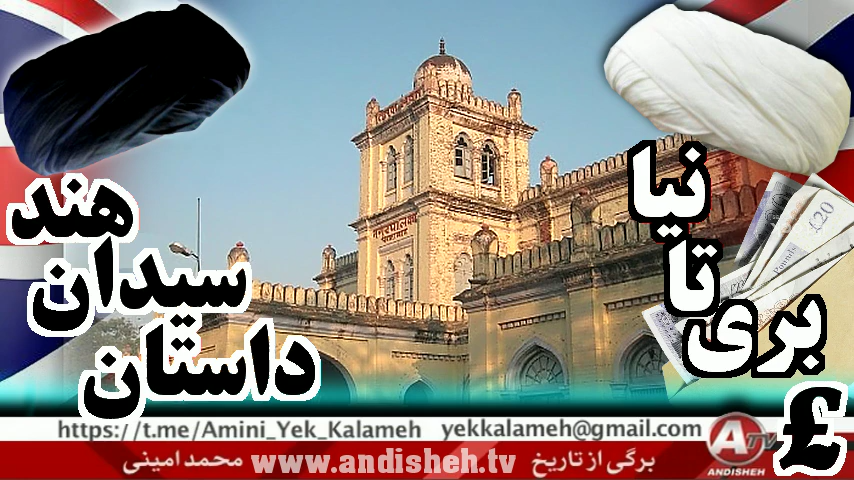 هند
سیدان
داستان
نیا
تا
بری
£
£20
https://t.me/Amini_Yek_Kalameh yekkalameh@gmail.com
برگی از تاریخ www.andisheh.tv محمد امینی
ATV
ANDISHEH